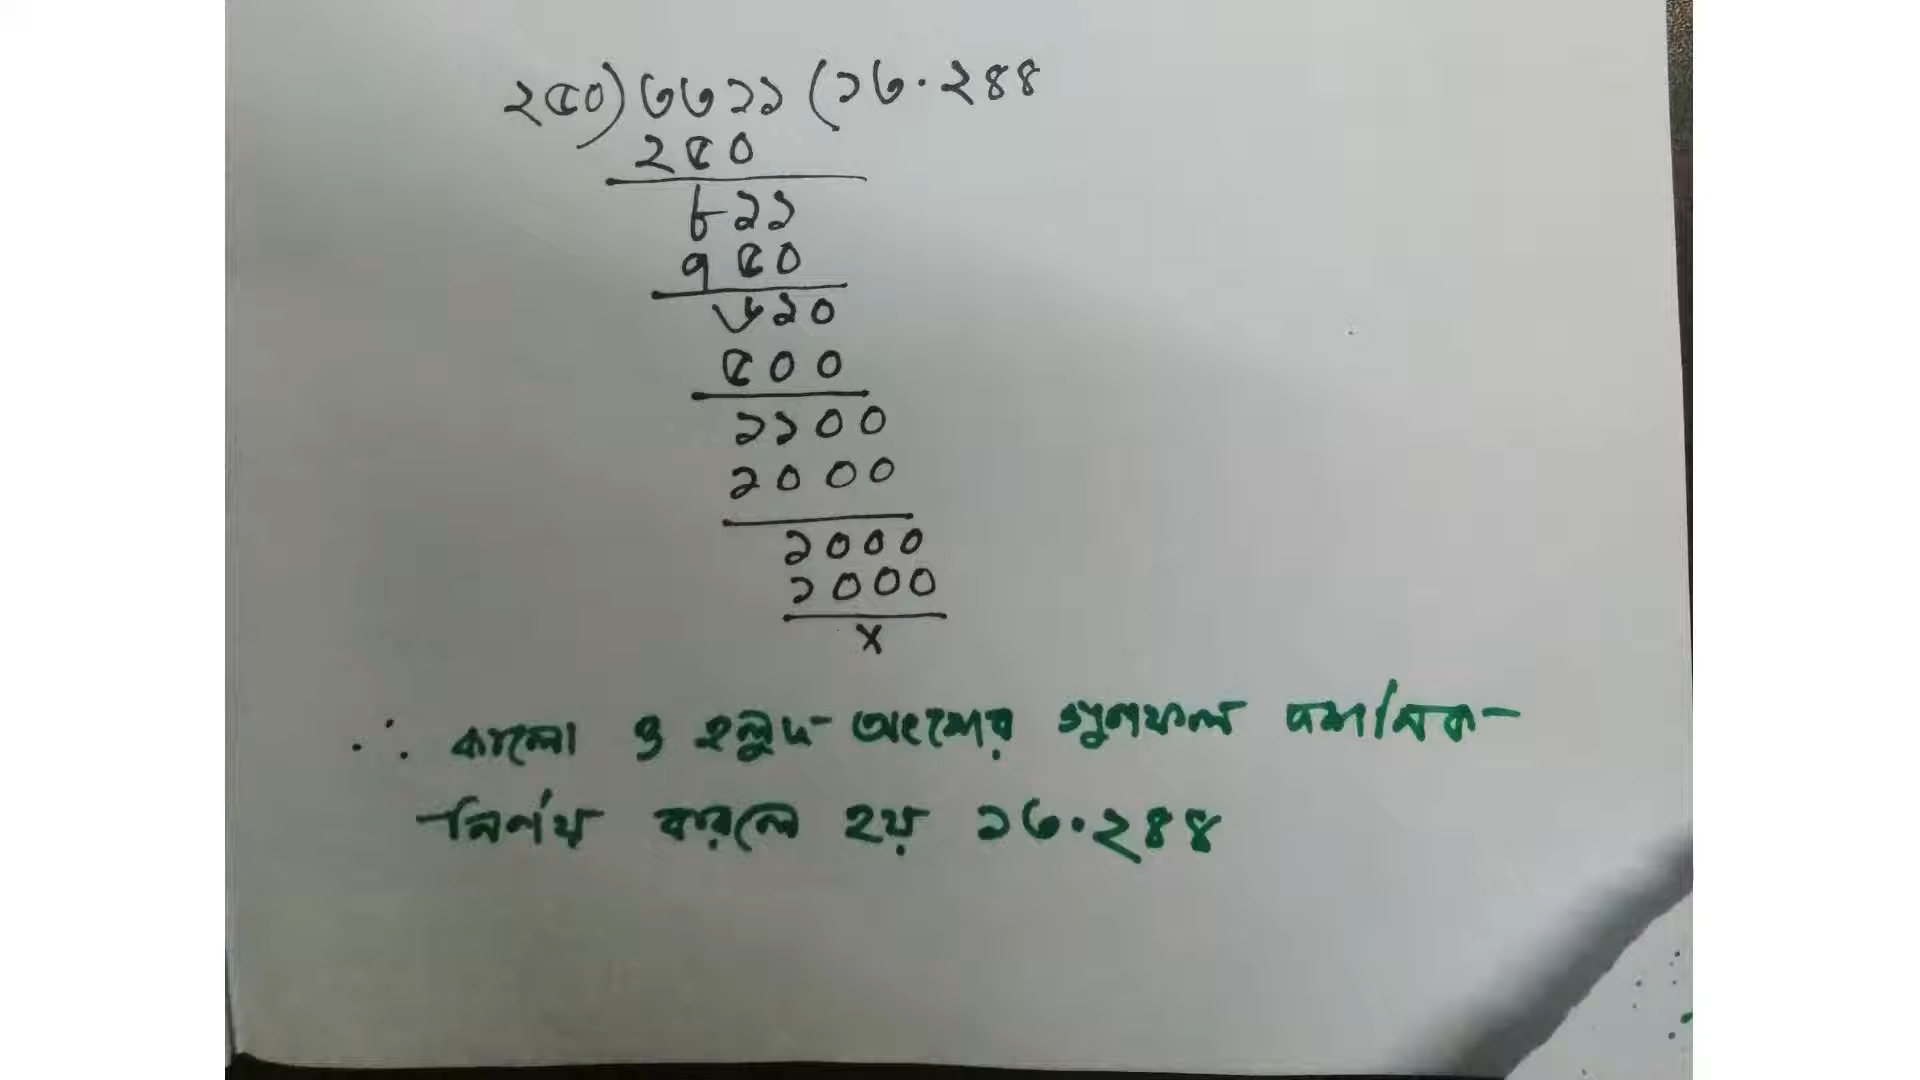 ২৫০) ৩৩১১ (১৩.২৪৪
২৫০
৮১১
৭৫০
৬১০
৫০০
১১০০
১০০০
১০০০
১০০০
x
∴ কালো ও হলুদ অংশের গুনফল দশমিক
নির্ণয় করলে হয় ১৩.২৪৪